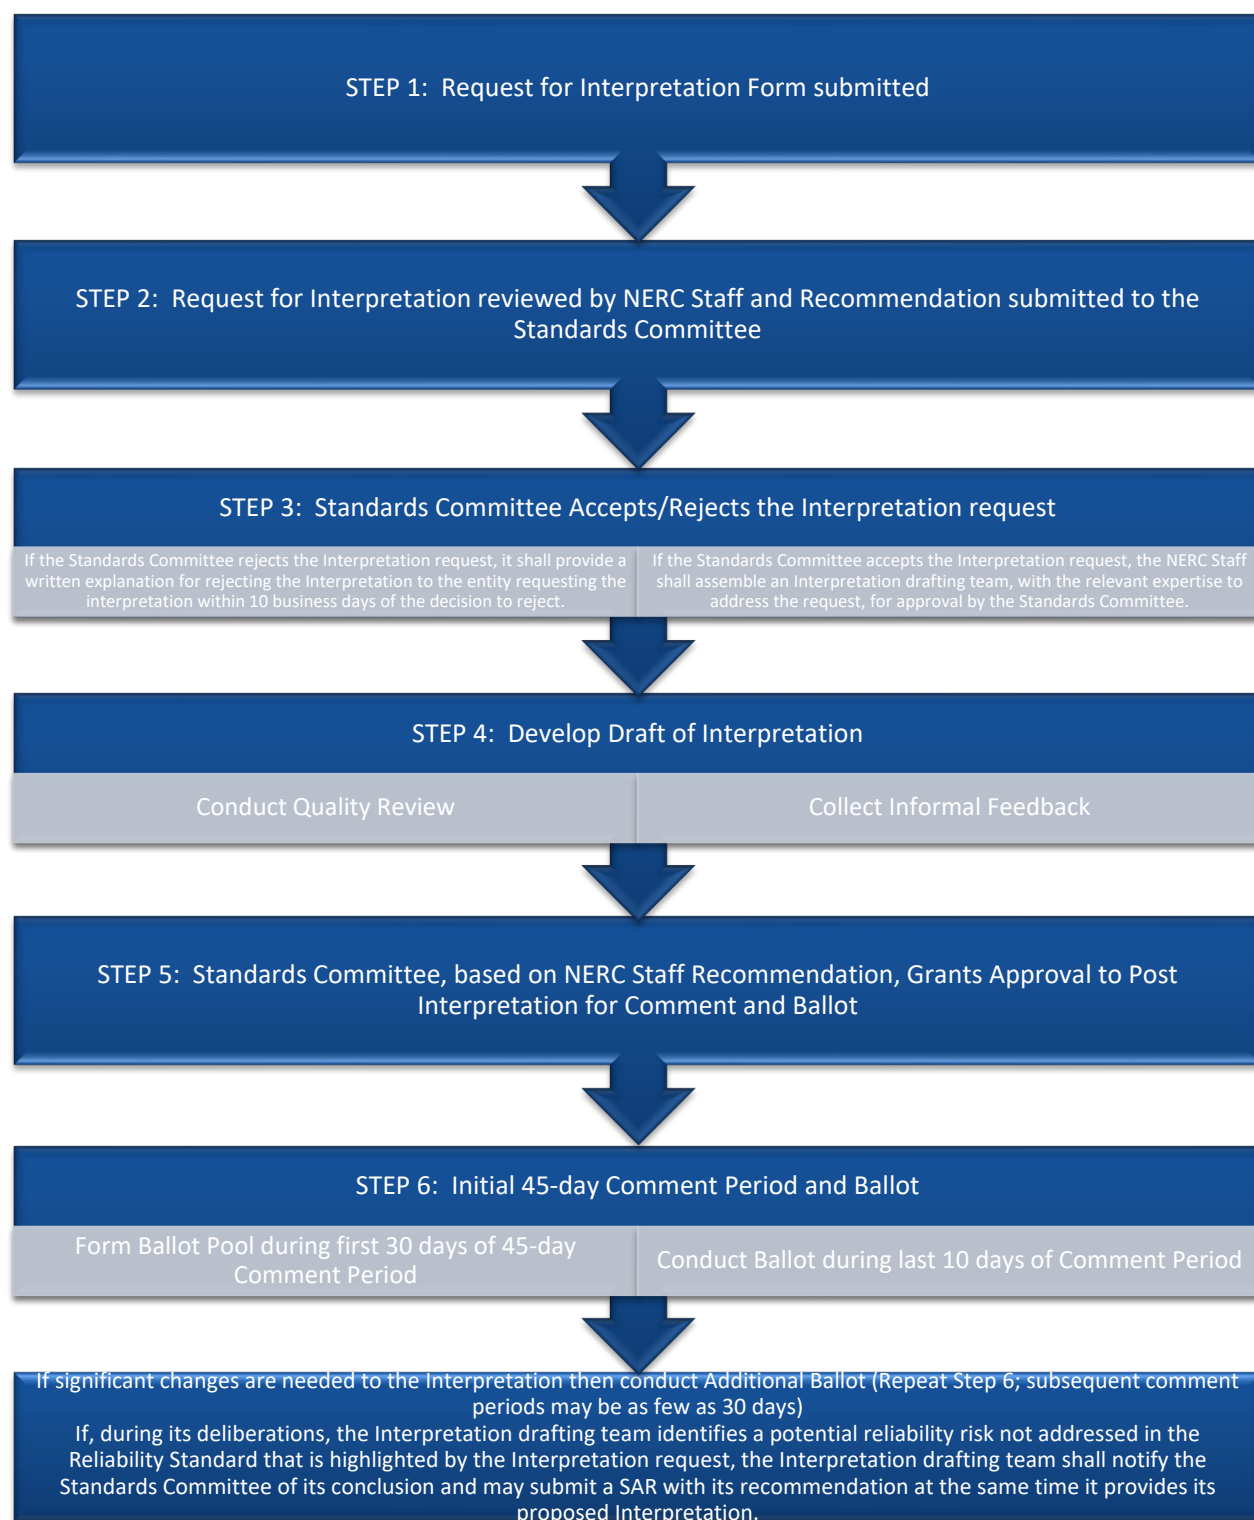 STEP 1: Request for Interpretation Form submitted
STEP 2: Request for Interpretation reviewed by NERC Staff and Recommendation submitted to the
Standards Committee
STEP 3: Standards Committee Accepts/Rejects the Interpretation request
If the Standards Committee rejects the Interpretation request, it shall provide a
written explanation for rejecting the Interpretation to the entity requesting the
interpretation within 10 business days of the decision to reject.
If the Standards Committee accepts the Interpretation request, the NERC Staff
shall assemble an Interpretation drafting team, with the relevant expertise to
address the request, for approval by the Standards Committee.
STEP 4: Develop Draft of Interpretation
Conduct Quality Review
Collect Informal Feedback
STEP 5: Standards Committee, based on NERC Staff Recommendation, Grants Approval to Post
Interpretation for Comment and Ballot
STEP 6: Initial 45-day Comment Period and Ballot
Form Ballot Pool during first 30 days of 45-day
Comment Period
Conduct Ballot during last 10 days of Comment Period
If significant changes are needed to the Interpretation then conduct Additional Ballot (Repeat Step 6; subsequent comment
periods may be as few as 30 days)
If, during its deliberations, the Interpretation drafting team identifies a potential reliability risk not addressed in the
Reliability Standard that is highlighted by the Interpretation request, the Interpretation drafting team shall notify the
Standards Committee of its conclusion and may submit a SAR with its recommendation at the same time it provides its
proposed Interpretation.